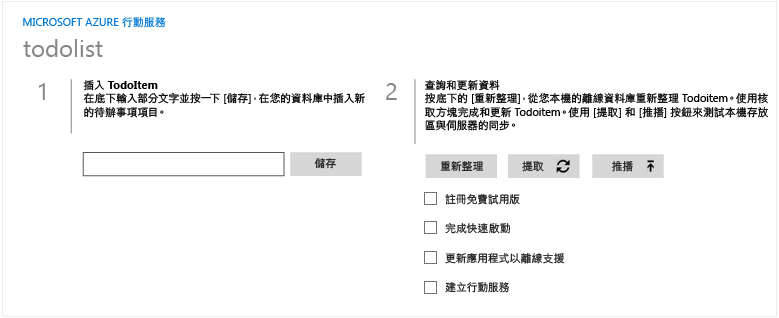 MICROSOFT AZURE 行動服務
todolist
1
插入 TodoItem
在底下輸入部分文字並按一下 [儲存]，在您的資料庫中插入新
的待辦事項項目。
儲存
2
查詢和更新資料
按底下的 [重新整理]，從您本機的離線資料庫重新整理 Todoitem。使用核
取方塊完成和更新 Todoitem。使用 [提取] 和 [推播] 按鈕來測試本機存放
區與伺服器的同步。
重新整理 提取 推播
註冊免費試用版
完成快速啟動
更新應用程式以離線支援
建立行動服務